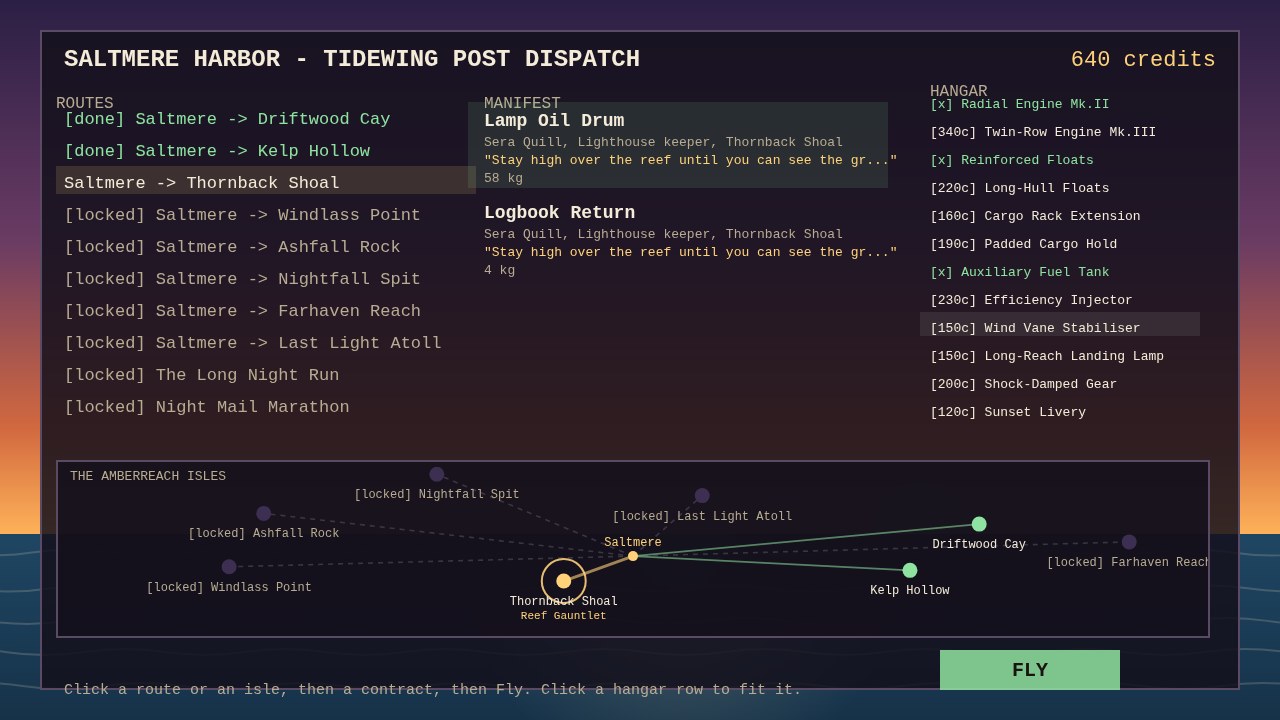 SALTMERE HARBOR - TIDEWING POST DISPATCH
640 credits
ROUTES
[done] Saltmere -> Driftwood Cay
[done] Saltmere -> Kelp Hollow
Saltmere -> Thornback Shoal
[locked] Saltmere -> Windlass Point
[locked] Saltmere -> Ashfall Rock
[locked] Saltmere -> Nightfall Spit
[locked] Saltmere -> Farhaven Reach
[locked] Saltmere -> Last Light Atoll
[locked] The Long Night Run
[locked] Night Mail Marathon
MANIFEST
Lamp Oil Drum
Sera Quill, Lighthouse keeper, Thornback Shoal
"Stay high over the reef until you can see the gr..."
58 kg
Logbook Return
Sera Quill, Lighthouse keeper, Thornback Shoal
"Stay high over the reef until you can see the gr..."
4 kg
HANGAR
[x] Radial Engine Mk.II
[340c] Twin-Row Engine Mk.III
[x] Reinforced Floats
[220c] Long-Hull Floats
[160c] Cargo Rack Extension
[190c] Padded Cargo Hold
[x] Auxiliary Fuel Tank
[230c] Efficiency Injector
[150c] Wind Vane Stabiliser
[150c] Long-Reach Landing Lamp
[200c] Shock-Damped Gear
[120c] Sunset Livery
THE AMBERREACH ISLES
[locked] Nightfall Spit
[locked] Last Light Atoll
[locked] Ashfall Rock
Saltmere
Driftwood Cay
[locked] Farhaven Reach
[locked] Windlass Point
Kelp Hollow
Thornback Shoal
Reef Gauntlet
FLY
Click a route or an isle, then a contract, then Fly. Click a hangar row to fit it.